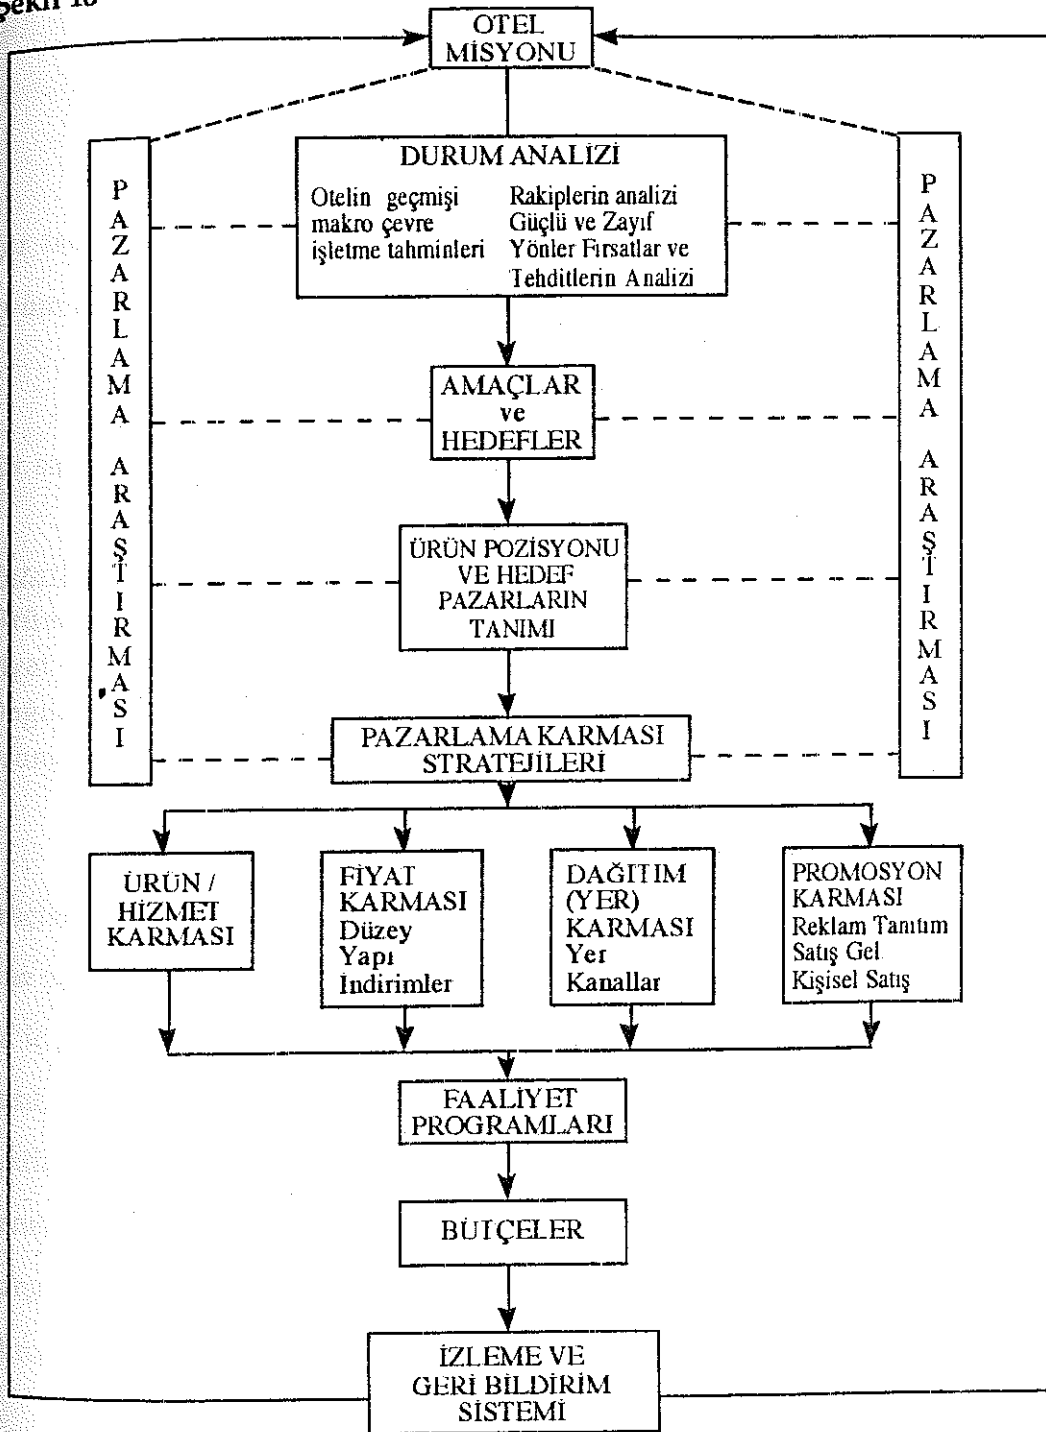 Şekil 18
OTEL
MİSYONU
PAZARLAMA ARAŞTIRMASI
DURUM ANALİZİ
Otelin geçmişi
makro çevre
işletme tahminleri
Rakiplerin analizi
Güçlü ve Zayıf
Yönler Fırsatlar ve
Tehditlerin Analizi
PAZARLAMA ARAŞTIRMASI
AMAÇLAR
ve
HEDEFLER
ÜRÜN POZİSYONU
VE HEDEF
PAZARLARIN
TANIMI
PAZARLAMA KARMASI
STRATEJİLERİ
ÜRÜN /
HİZMET
KARMASI
FİYAT
KARMASI
Düzey
Yapı
İndirimler
DAĞITIM
(YER)
KARMASI
Yer
Kanallar
PROMOSYON
KARMASI
Reklam Tanıtım
Satış Gel.
Kişisel Satış
FAALİYET
PROGRAMLARI
BÜTÇELER
İZLEME VE
GERİ BİLDİRİM
SİSTEMİ